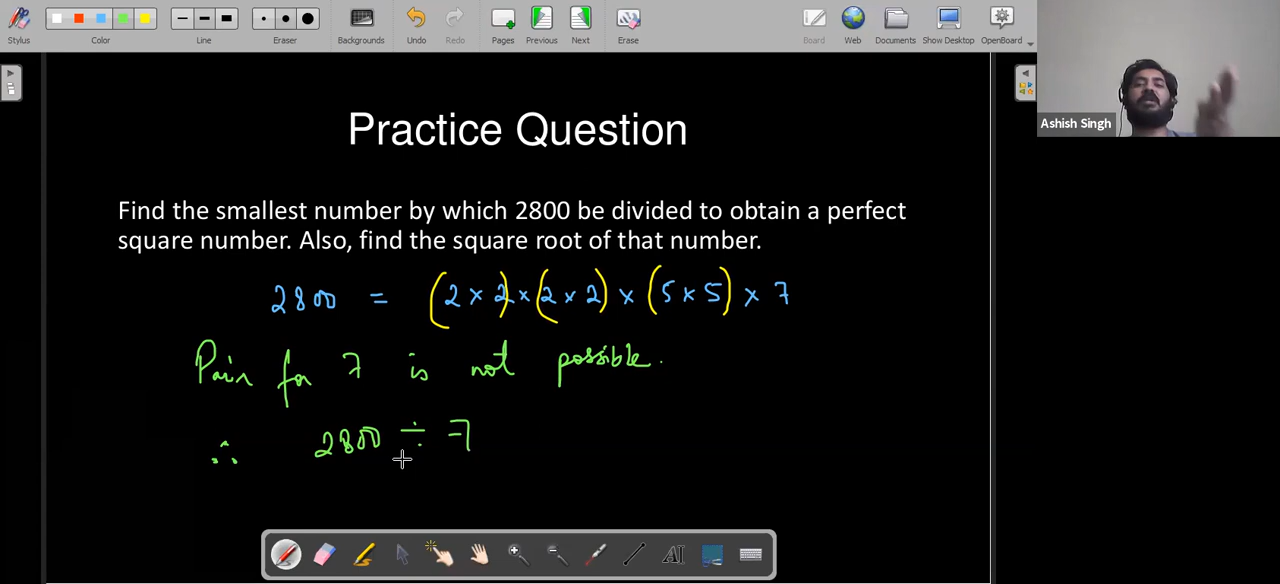 Stylus Color Line Eraser Backgrounds Undo Redo Pages Previous Next Erase Board Web Documents Show Desktop OpenBoard
Ashish Singh
Practice Question
Find the smallest number by which 2800 be divided to obtain a perfect
square number. Also, find the square root of that number.
2800 = (2 × 2) × (2 × 2) × (5 × 5) × 7
Pair for 7 is not possible.
∴ 2800 ÷ 7
AI